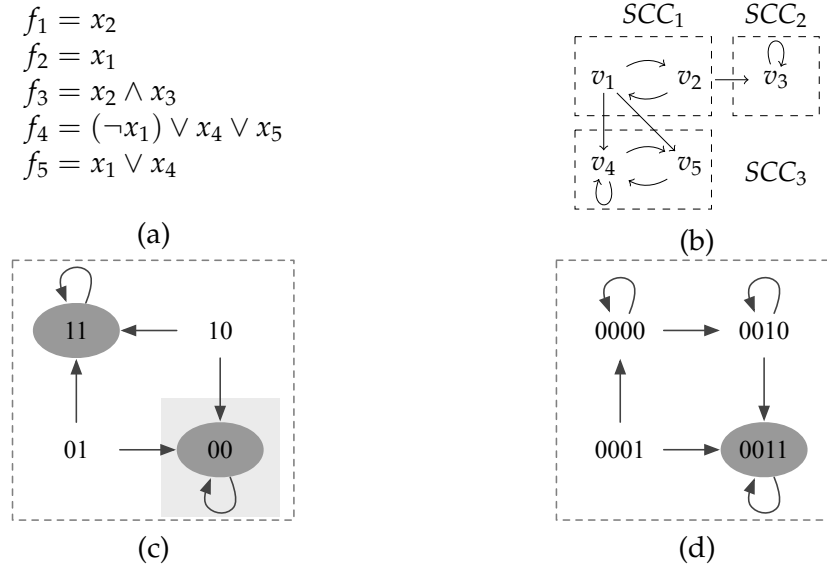 f₁ = x₂
f₂ = x₁
f₃ = x₂ ∧ x₃
f₄ = (¬x₁) ∨ x₄ ∨ x₅
f₅ = x₁ ∨ x₄
(a)
SCC₁ SCC₂
v₁ v₂ v₃
v₄ v₅ SCC₃
(b)
11 10
01 00
(c)
0000 0010
0001 0011
(d)